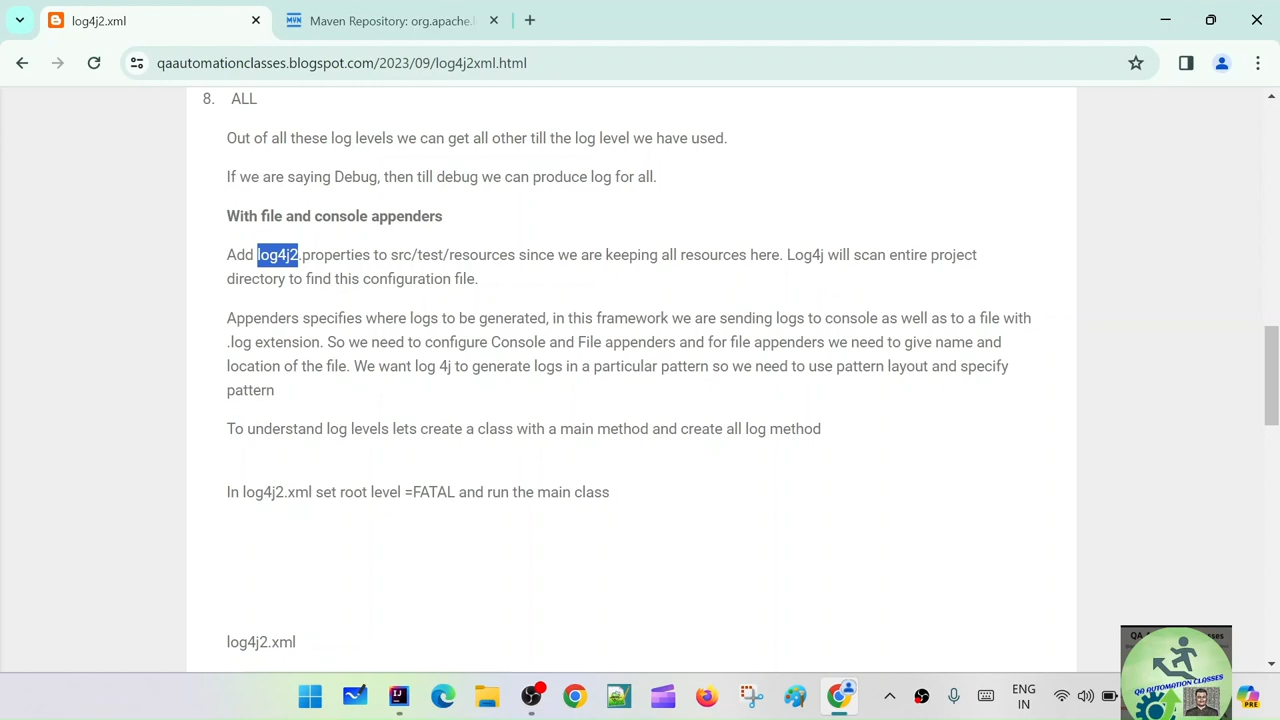 log4j2.xml
MVN
Maven Repository: org.apache.l
qaautomationclasses.blogspot.com/2023/09/log4j2xml.html
8. ALL
Out of all these log levels we can get all other till the log level we have used.
If we are saying Debug, then till debug we can produce log for all.
With file and console appenders
Add log4j2.properties to src/test/resources since we are keeping all resources here. Log4j will scan entire project
directory to find this configuration file.
Appenders specifies where logs to be generated, in this framework we are sending logs to console as well as to a file with
.log extension. So we need to configure Console and File appenders and for file appenders we need to give name and
location of the file. We want log 4j to generate logs in a particular pattern so we need to use pattern layout and specify
pattern
To understand log levels lets create a class with a main method and create all log method
In log4j2.xml set root level =FATAL and run the main class
log4j2.xml
QA AUTOMATION CLASSES
ENG
IN
PRE